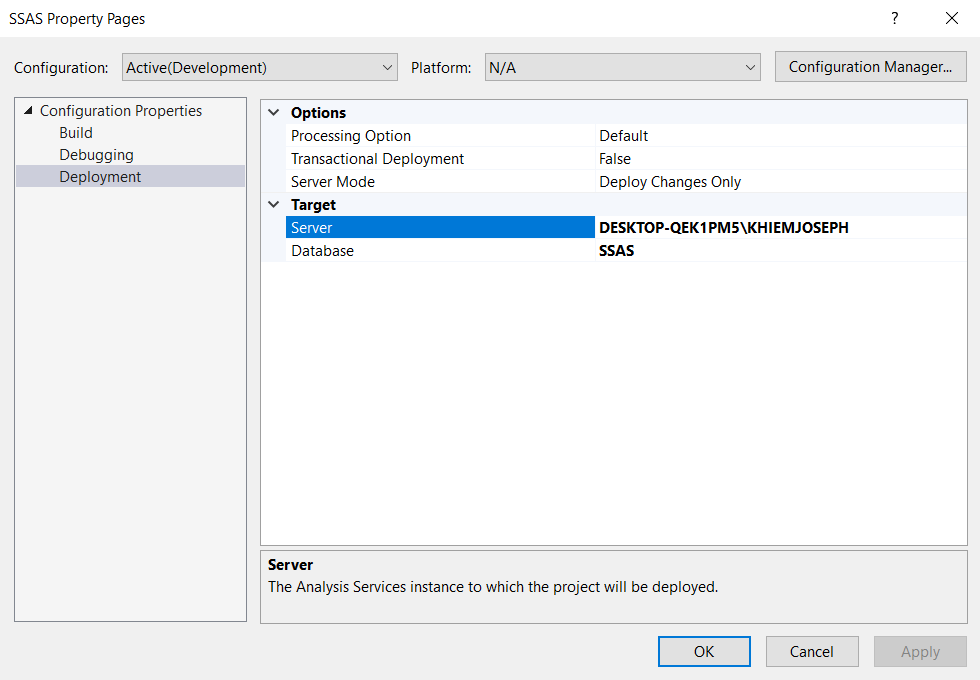 SSAS Property Pages
?
Configuration: Active(Development) Platform: N/A Configuration Manager...
Configuration Properties
Build
Debugging
Deployment
Options
Processing Option Default
Transactional Deployment False
Server Mode Deploy Changes Only
Target
Server DESKTOP-QEK1PM5\KHIEMJOSEPH
Database SSAS
Server
The Analysis Services instance to which the project will be deployed.
OK Cancel Apply